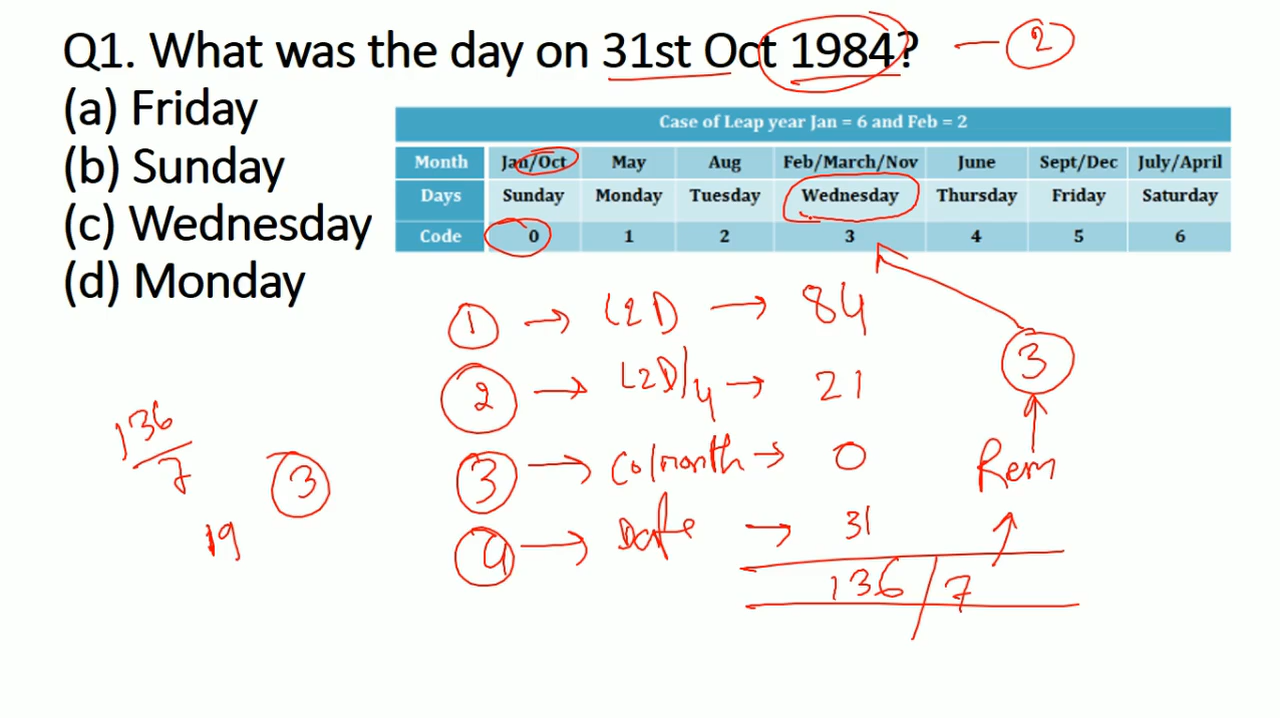 Q1. What was the day on 31st Oct 1984? — 2
(a) Friday
(b) Sunday
(c) Wednesday
(d) Monday
Case of Leap year Jan = 6 and Feb = 2
Month Jan/Oct May Aug Feb/March/Nov June Sept/Dec July/April
Days Sunday Monday Tuesday Wednesday Thursday Friday Saturday
Code 0 1 2 3 4 5 6
1 → L2D → 84
2 → L2D/4 → 21
3 → Co/month → 0
4 → Date → 31
136/7
Rem
3
136/7
3
19